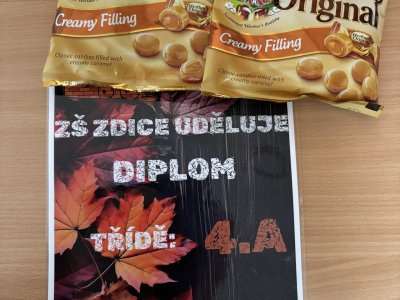 Original
Creamy Filling
Classic candies filled with
creamy caramel
Creamy Filling
Classic candies filled with
creamy caramel
ZŠ ZDICE UDĚLUJE
DIPLOM
TŘÍDĚ: 4.A